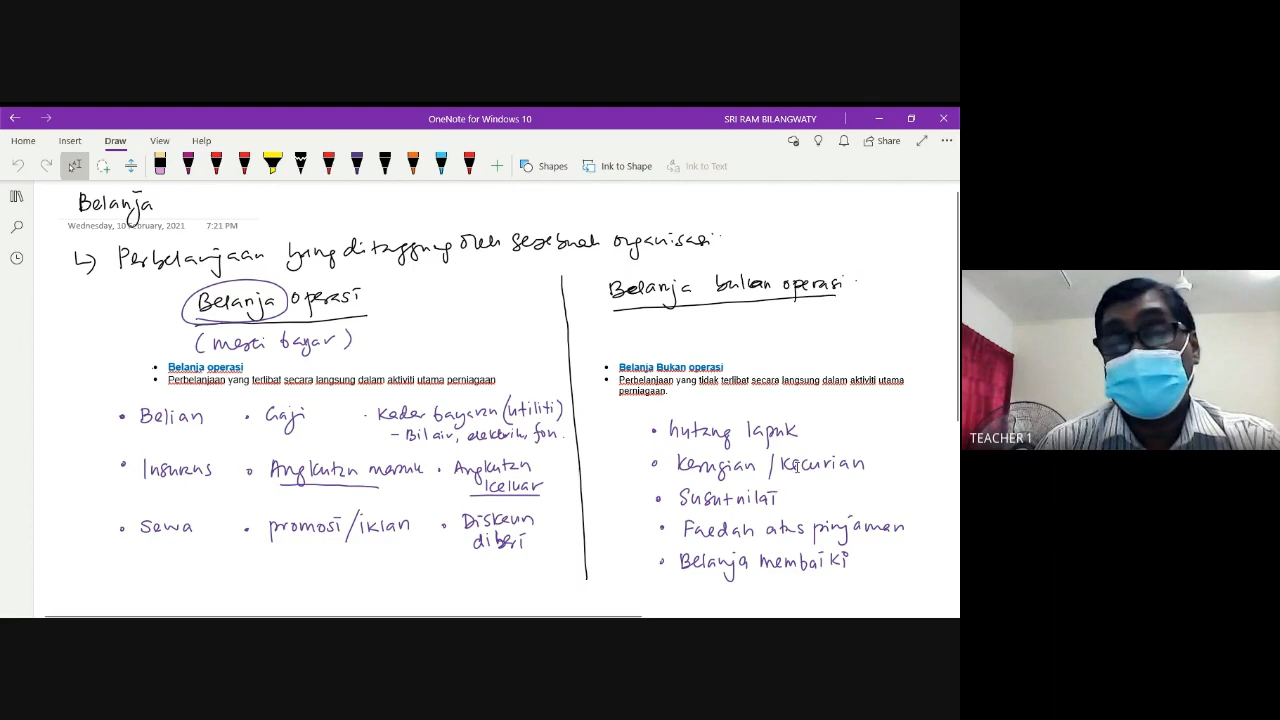 OneNote for Windows 10
SRI RAM BILANGWATY
Home Insert Draw View Help Share
Shapes Ink to Shape Ink to Text
Belanja
Wednesday, 10 February, 2021 7:21 PM
↳ Perbelanjaan yang ditanggung oleh sesebuah organisasi.
Belanja operasi
(mesti bayar)
• Belanja operasi
• Perbelanjaan yang terlibat secara langsung dalam aktiviti utama perniagaan
• Belian • Gaji • Kadar bayaran (utiliti)
- Bil air, elektrik, fon.
• Insurans • Angkutan masuk • Angkutan
keluar
• Sewa • promosi/iklan • Diskaun
diberi
Belanja bukan operasi.
• Belanja Bukan operasi
• Perbelanjaan yang tidak terlibat secara langsung dalam aktiviti utama
perniagaan.
• hutang lapuk
• Kerugian / Kecurian
• Susutnilai
• Faedah atas pinjaman
• Belanja membaiki
TEACHER 1